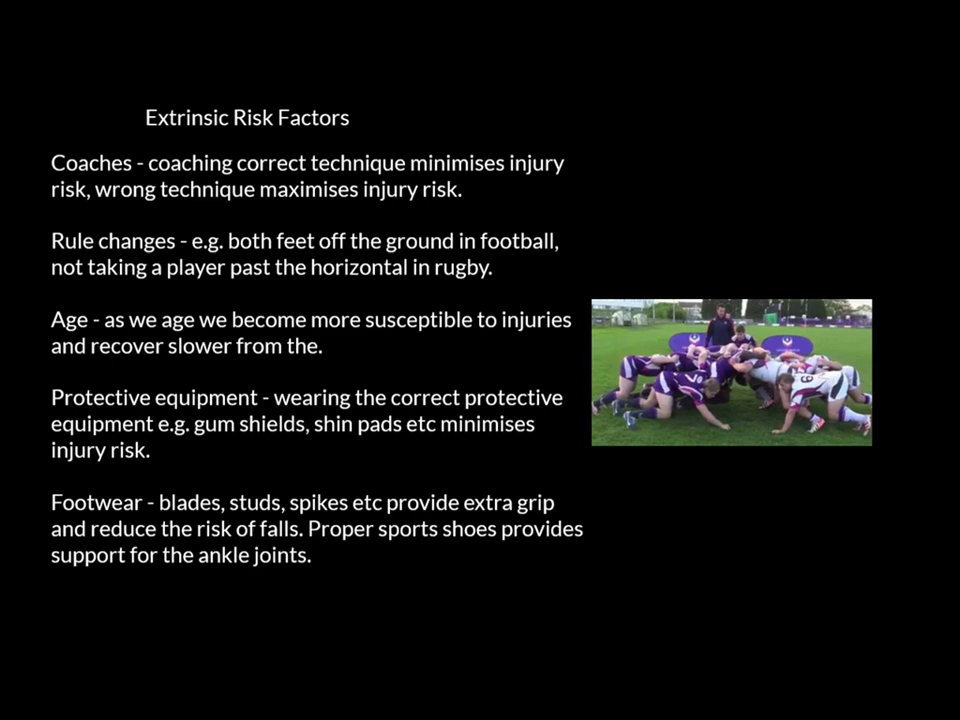 Extrinsic Risk Factors
Coaches - coaching correct technique minimises injury
risk, wrong technique maximises injury risk.
Rule changes - e.g. both feet off the ground in football,
not taking a player past the horizontal in rugby.
Age - as we age we become more susceptible to injuries
and recover slower from the.
Protective equipment - wearing the correct protective
equipment e.g. gum shields, shin pads etc minimises
injury risk.
Footwear - blades, studs, spikes etc provide extra grip
and reduce the risk of falls. Proper sports shoes provides
support for the ankle joints.